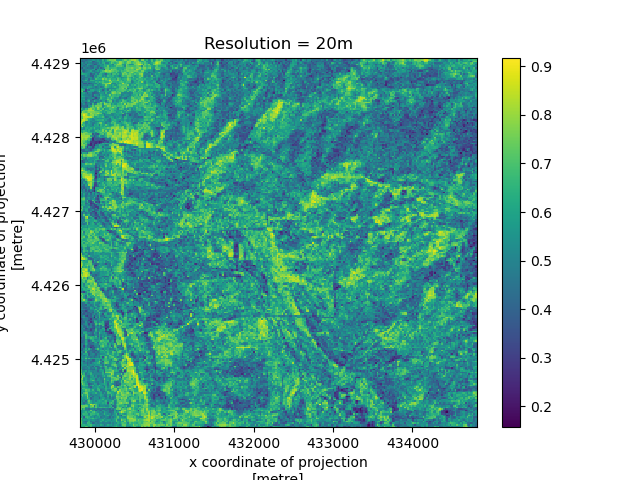 Resolution = 20m
1e6
4.429
4.428
4.427
4.426
4.425
y coordinate of projection
[metre]
430000 431000 432000 433000 434000
x coordinate of projection
[metre]
0.9
0.8
0.7
0.6
0.5
0.4
0.3
0.2